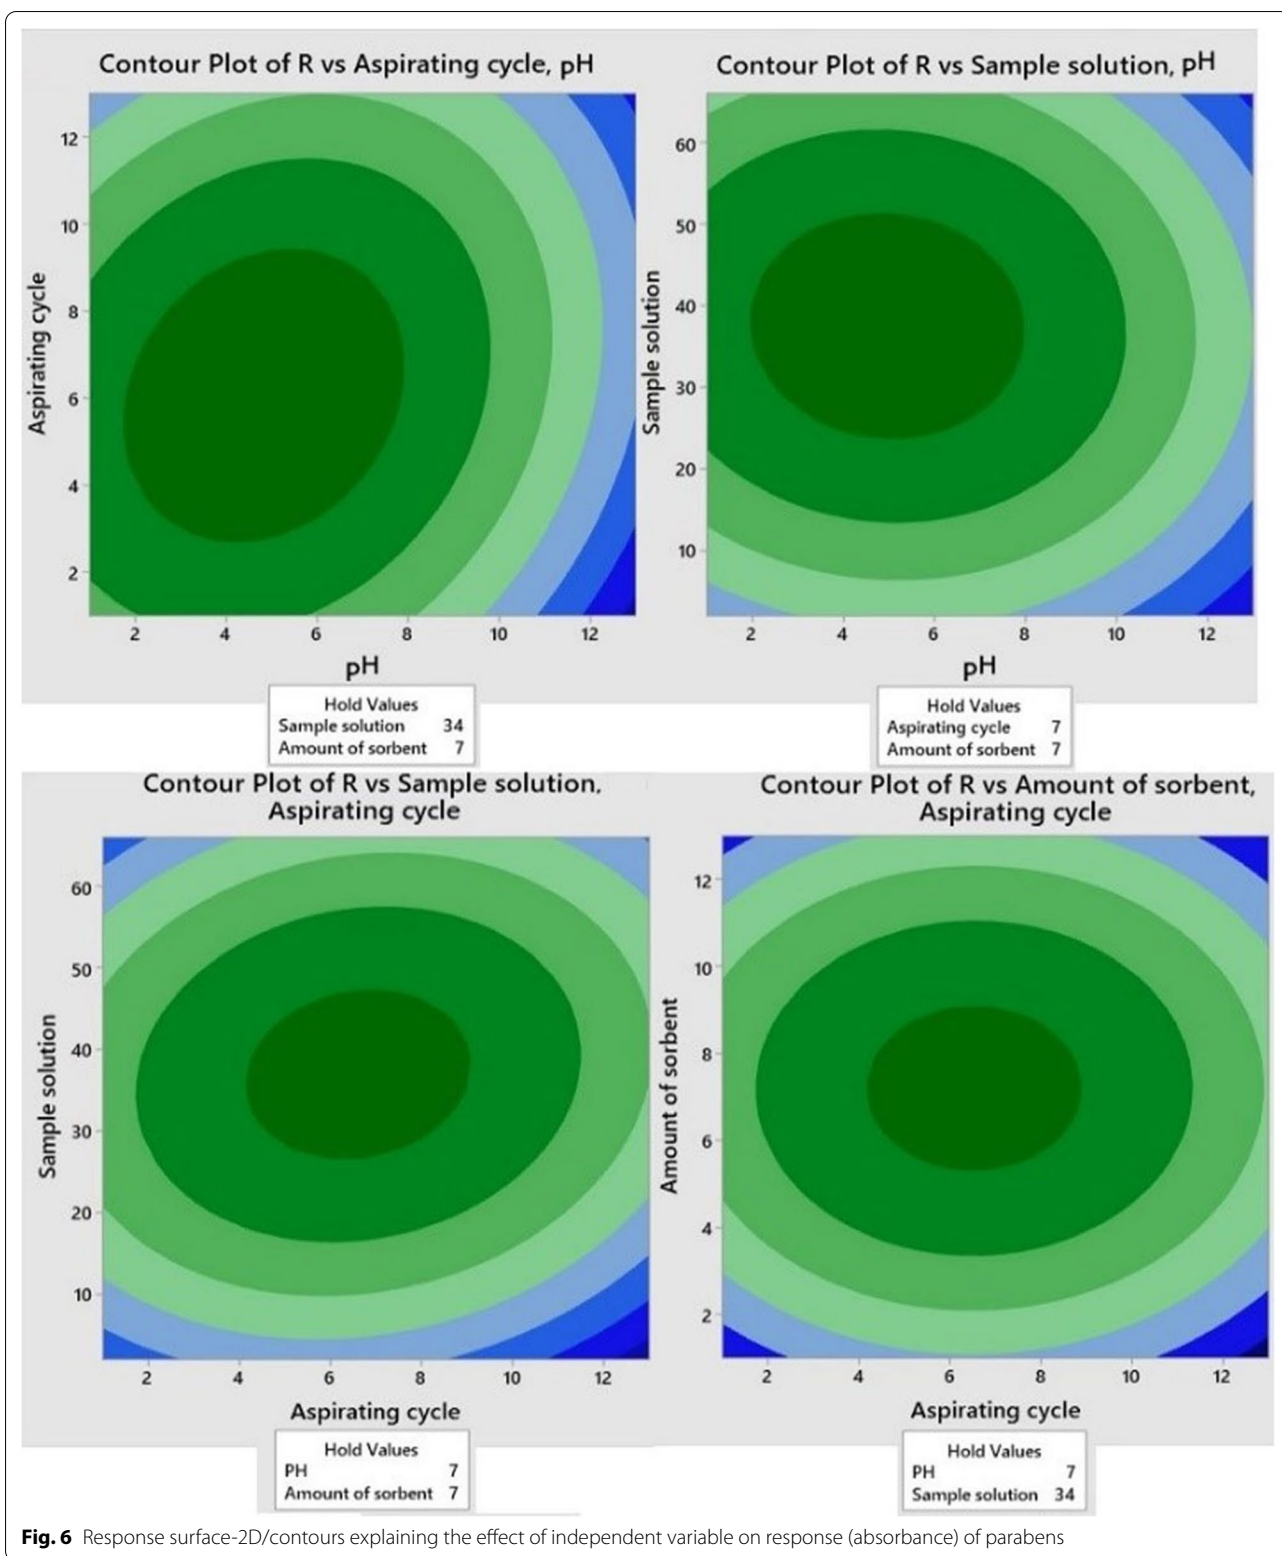 Contour Plot of R vs Aspirating cycle, pH
12
10
8
6
4
2
Aspirating cycle
2 4 6 8 10 12
pH
Hold Values
Sample solution 34
Amount of sorbent 7
Contour Plot of R vs Sample solution, pH
60
50
40
30
20
10
Sample solution
2 4 6 8 10 12
pH
Hold Values
Aspirating cycle 7
Amount of sorbent 7
Contour Plot of R vs Sample solution,
Aspirating cycle
60
50
40
30
20
10
Sample solution
2 4 6 8 10 12
Aspirating cycle
Hold Values
PH 7
Amount of sorbent 7
Contour Plot of R vs Amount of sorbent,
Aspirating cycle
12
10
8
6
4
2
Amount of sorbent
2 4 6 8 10 12
Aspirating cycle
Hold Values
PH 7
Sample solution 34
Fig. 6 Response surface-2D/contours explaining the effect of independent variable on response (absorbance) of parabens